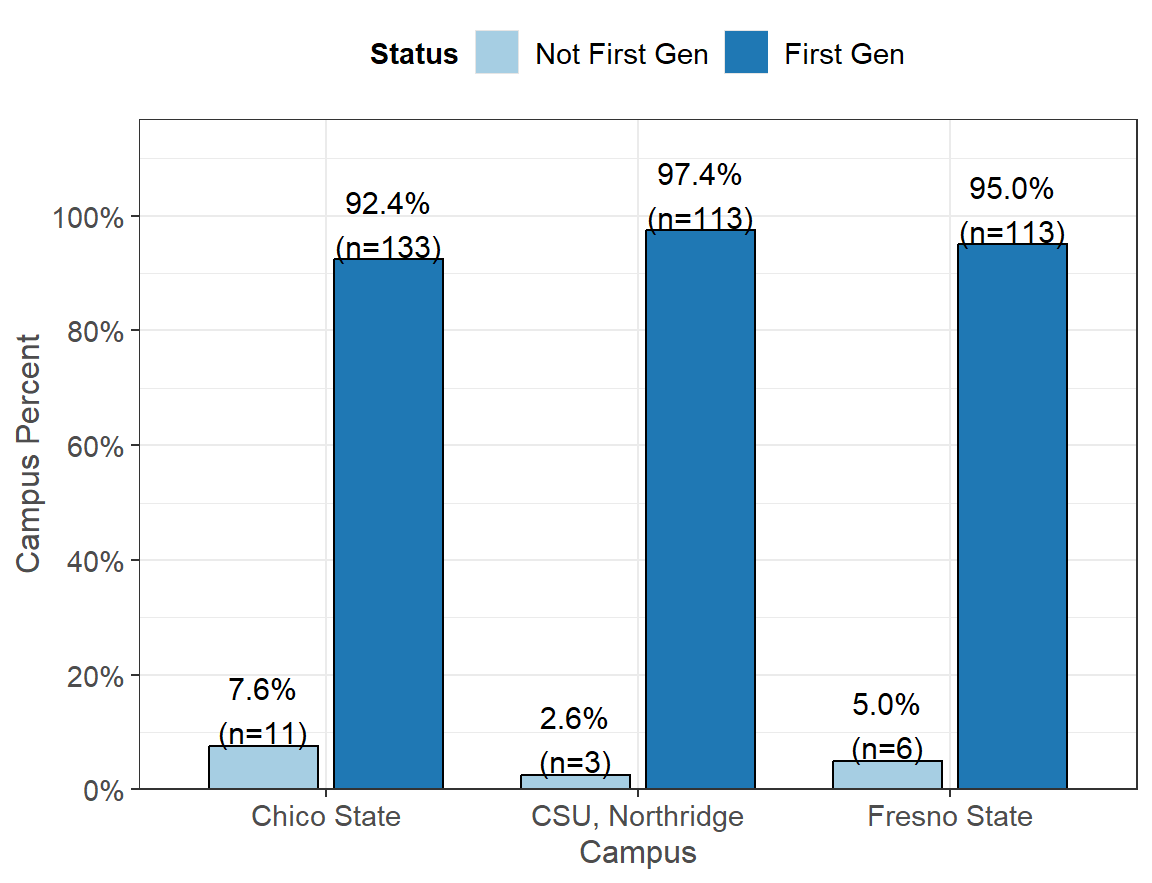 Status Not First Gen First Gen
97.4%
(n=113)
95.0%
(n=113)
92.4%
(n=133)
100%
80%
60%
40%
20%
0%
Campus Percent
7.6%
(n=11)
2.6%
(n=3)
5.0%
(n=6)
Chico State CSU, Northridge Fresno State
Campus